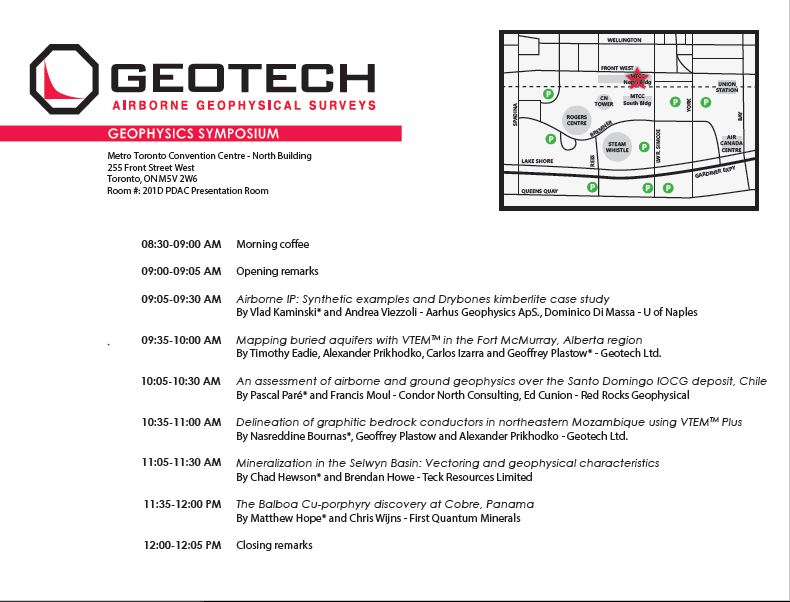 GEOTECH
AIRBORNE GEOPHYSICAL SURVEYS
GEOPHYSICS SYMPOSIUM
Metro Toronto Convention Centre - North Building
255 Front Street West
Toronto, ON M5V 2W6
Room #: 201D PDAC Presentation Room
WELLINGTON
FRONT WEST
MTCC
North Bldg
UNION
STATION
CN
TOWER
MTCC
South Bldg
P
P
P
YORK
SPADINA
ROGERS
CENTRE
BREMNER
BAY
P
STEAM
WHISTLE
P
LWR. SIMCOE
AIR
CANADA
CENTRE
LAKE SHORE
REES
GARDINER EXPY
QUEENS QUAY
P
P
P
08:30-09:00 AM Morning coffee
09:00-09:05 AM Opening remarks
09:05-09:30 AM Airborne IP: Synthetic examples and Drybones kimberlite case study
By Vlad Kaminski* and Andrea Viezzoli - Aarhus Geophysics ApS., Dominico Di Massa - U of Naples
09:35-10:00 AM Mapping buried aquifers with VTEM™ in the Fort McMurray, Alberta region
By Timothy Eadie, Alexander Prikhodko, Carlos Izarra and Geoffrey Plastow* - Geotech Ltd.
10:05-10:30 AM An assessment of airborne and ground geophysics over the Santo Domingo IOCG deposit, Chile
By Pascal Paré* and Francis Moul - Condor North Consulting, Ed Cunion - Red Rocks Geophysical
10:35-11:00 AM Delineation of graphitic bedrock conductors in northeastern Mozambique using VTEM™ Plus
By Nasreddine Bournas*, Geoffrey Plastow and Alexander Prikhodko - Geotech Ltd.
11:05-11:30 AM Mineralization in the Selwyn Basin: Vectoring and geophysical characteristics
By Chad Hewson* and Brendan Howe - Teck Resources Limited
11:35-12:00 PM The Balboa Cu-porphyry discovery at Cobre, Panama
By Matthew Hope* and Chris Wijns - First Quantum Minerals
12:00-12:05 PM Closing remarks